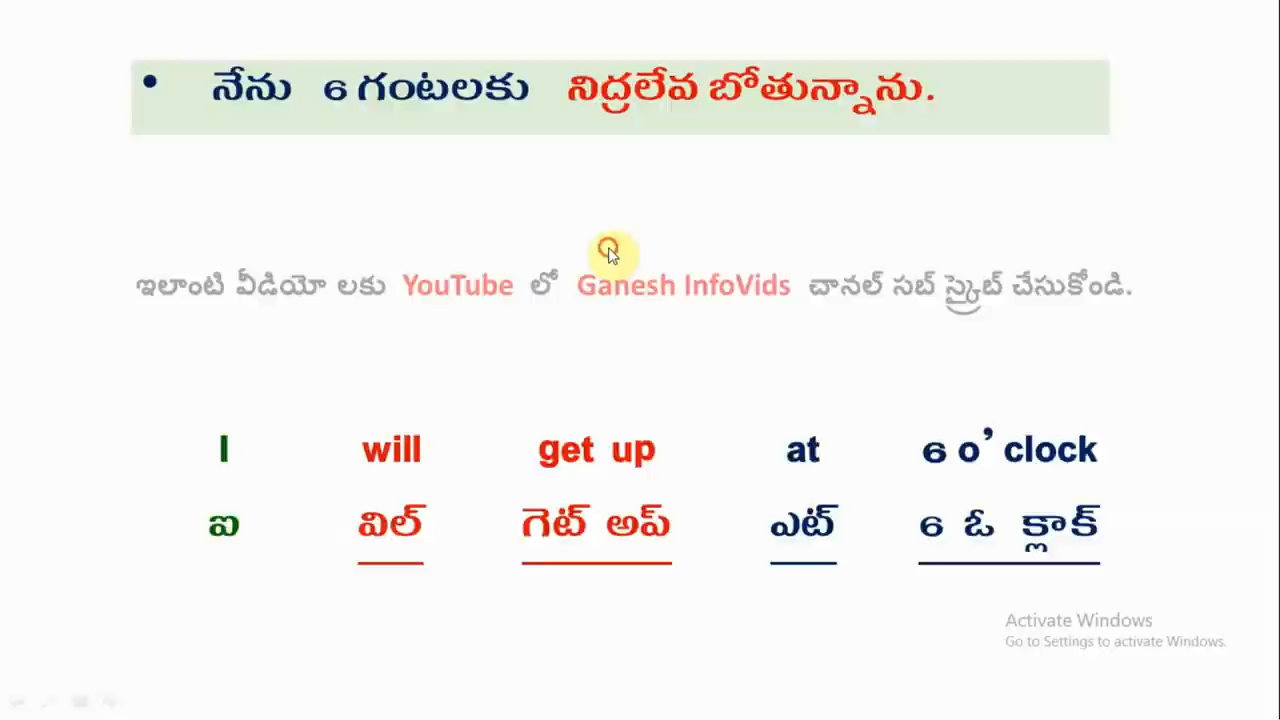 • నేను 6 గంటలకు నిద్రలేవ బోతున్నాను.
ఇలాంటి వీడియో లకు YouTube లో Ganesh InfoVids చానల్ సబ్ స్క్రైబ్ చేసుకోండి.
I will get up at 6 o’ clock
ఐ విల్ గెట్ అప్ ఎట్ 6 ఓ క్లాక్
Activate Windows
Go to Settings to activate Windows.